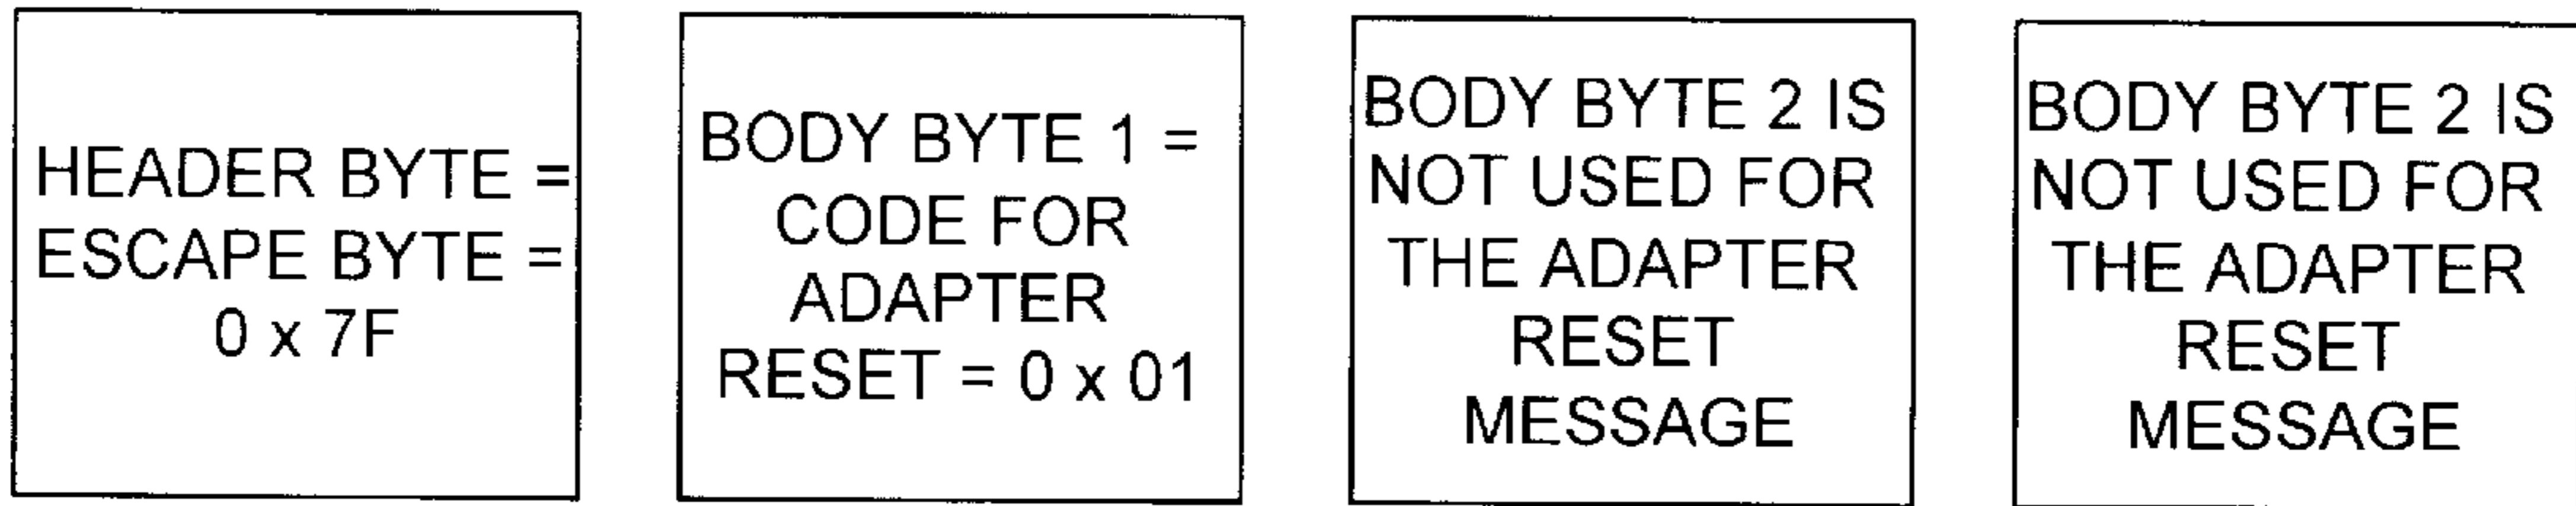 HEADER BYTE =
ESCAPE BYTE =
0 x 7F
BODY BYTE 1 =
CODE FOR
ADAPTER
RESET = 0 x 01
BODY BYTE 2 IS
NOT USED FOR
THE ADAPTER
RESET
MESSAGE
BODY BYTE 2 IS
NOT USED FOR
THE ADAPTER
RESET
MESSAGE